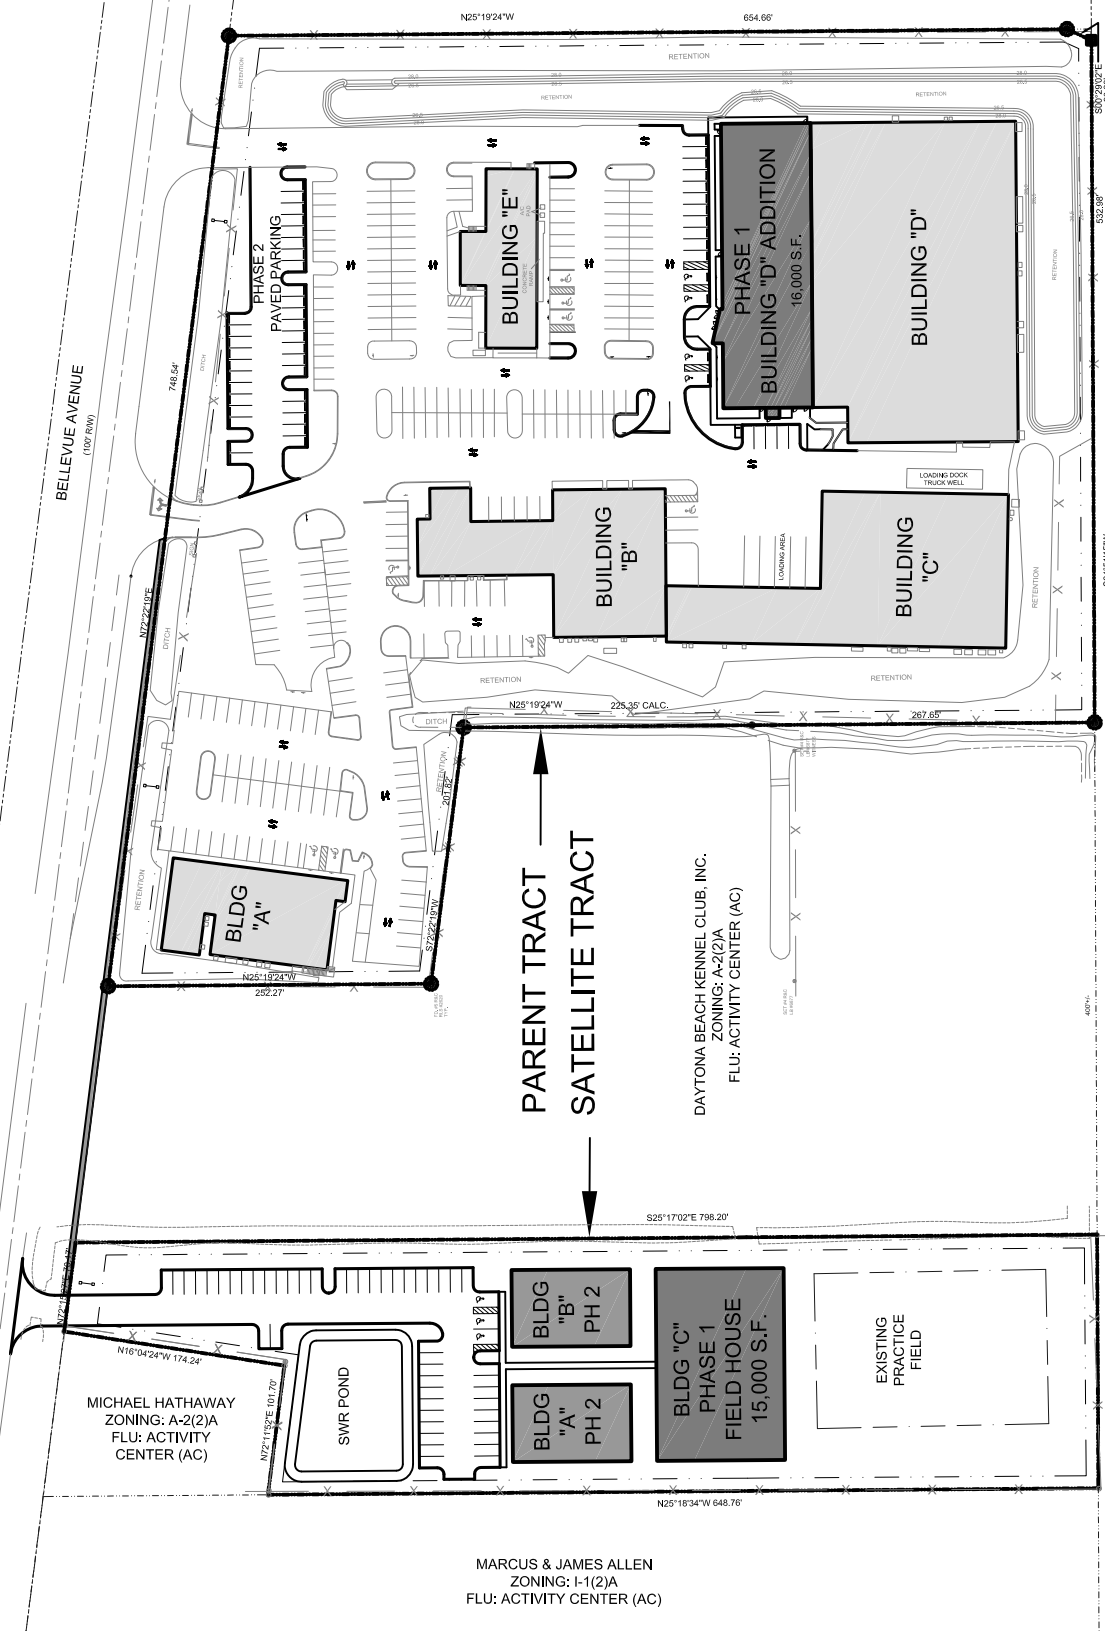 N25°19'24"W
654.66'
RETENTION
RETENTION
RETENTION
RETENTION
S00°29'02"E
532.98'
PHASE 2
PAVED PARKING
BUILDING "E"
A/C
PAD
CONCRETE
RAMP
PHASE 1
BUILDING "D" ADDITION
16,000 S.F.
BUILDING "D"
RETENTION
748.54'
DITCH
BELLEVUE AVENUE
(100' R/W)
LOADING DOCK
TRUCK WELL
BUILDING
"B"
LOADING AREA
BUILDING
"C"
RETENTION
N72°22'19"E
DITCH
RETENTION
RETENTION
N25°19'24"W
225.35' CALC.
267.65'
DITCH
RETENTION
201.82'
S72°22'19"W
RETENTION
BLDG
"A"
N25°19'24"W
252.27'
PARENT TRACT
SATELLITE TRACT
DAYTONA BEACH KENNEL CLUB, INC.
ZONING: A-2(2)A
FLU: ACTIVITY CENTER (AC)
400'+/-
S25°17'02"E 798.20'
N16°04'24"W 174.24'
N72°11'52"E 101.70'
MICHAEL HATHAWAY
ZONING: A-2(2)A
FLU: ACTIVITY
CENTER (AC)
SWR POND
BLDG
"B"
PH 2
BLDG
"A"
PH 2
BLDG "C"
PHASE 1
FIELD HOUSE
15,000 S.F.
EXISTING
PRACTICE
FIELD
N25°18'34"W 648.76'
MARCUS & JAMES ALLEN
ZONING: I-1(2)A
FLU: ACTIVITY CENTER (AC)